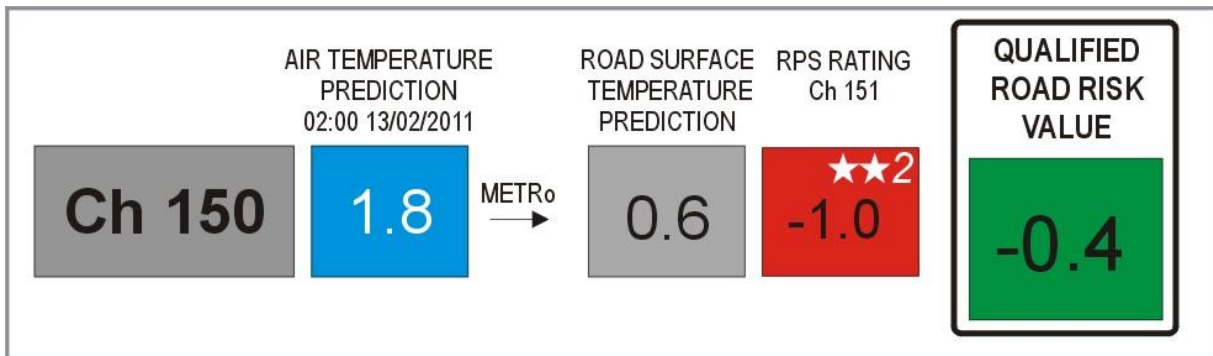 AIR TEMPERATURE
PREDICTION
02:00 13/02/2011
ROAD SURFACE
TEMPERATURE
PREDICTION
RPS RATING
Ch 151
QUALIFIED
ROAD RISK
VALUE
Ch 150
1.8
METRo
0.6
★★2
-1.0
-0.4